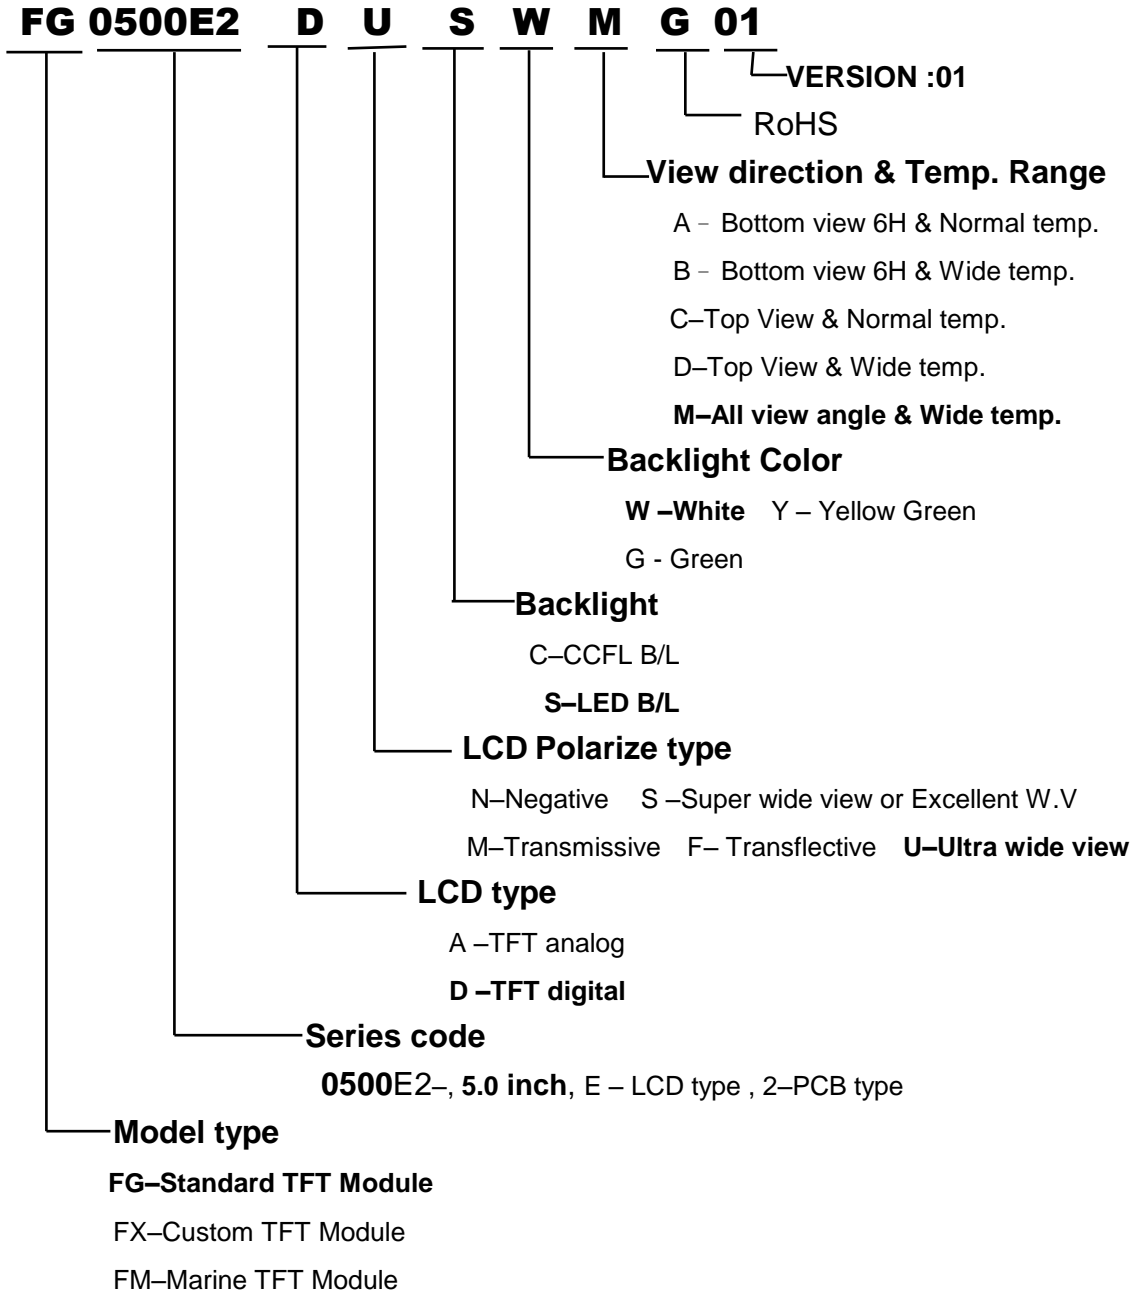 FG 0500E2 D U S W M G 01
VERSION :01
RoHS
View direction & Temp. Range
A – Bottom view 6H & Normal temp.
B – Bottom view 6H & Wide temp.
C–Top View & Normal temp.
D–Top View & Wide temp.
M–All view angle & Wide temp.
Backlight Color
W –White Y – Yellow Green
G - Green
Backlight
C–CCFL B/L
S–LED B/L
LCD Polarize type
N–Negative S –Super wide view or Excellent W.V
M–Transmissive F– Transflective U–Ultra wide view
LCD type
A –TFT analog
D –TFT digital
Series code
0500E2–, 5.0 inch, E – LCD type , 2–PCB type
Model type
FG–Standard TFT Module
FX–Custom TFT Module
FM–Marine TFT Module